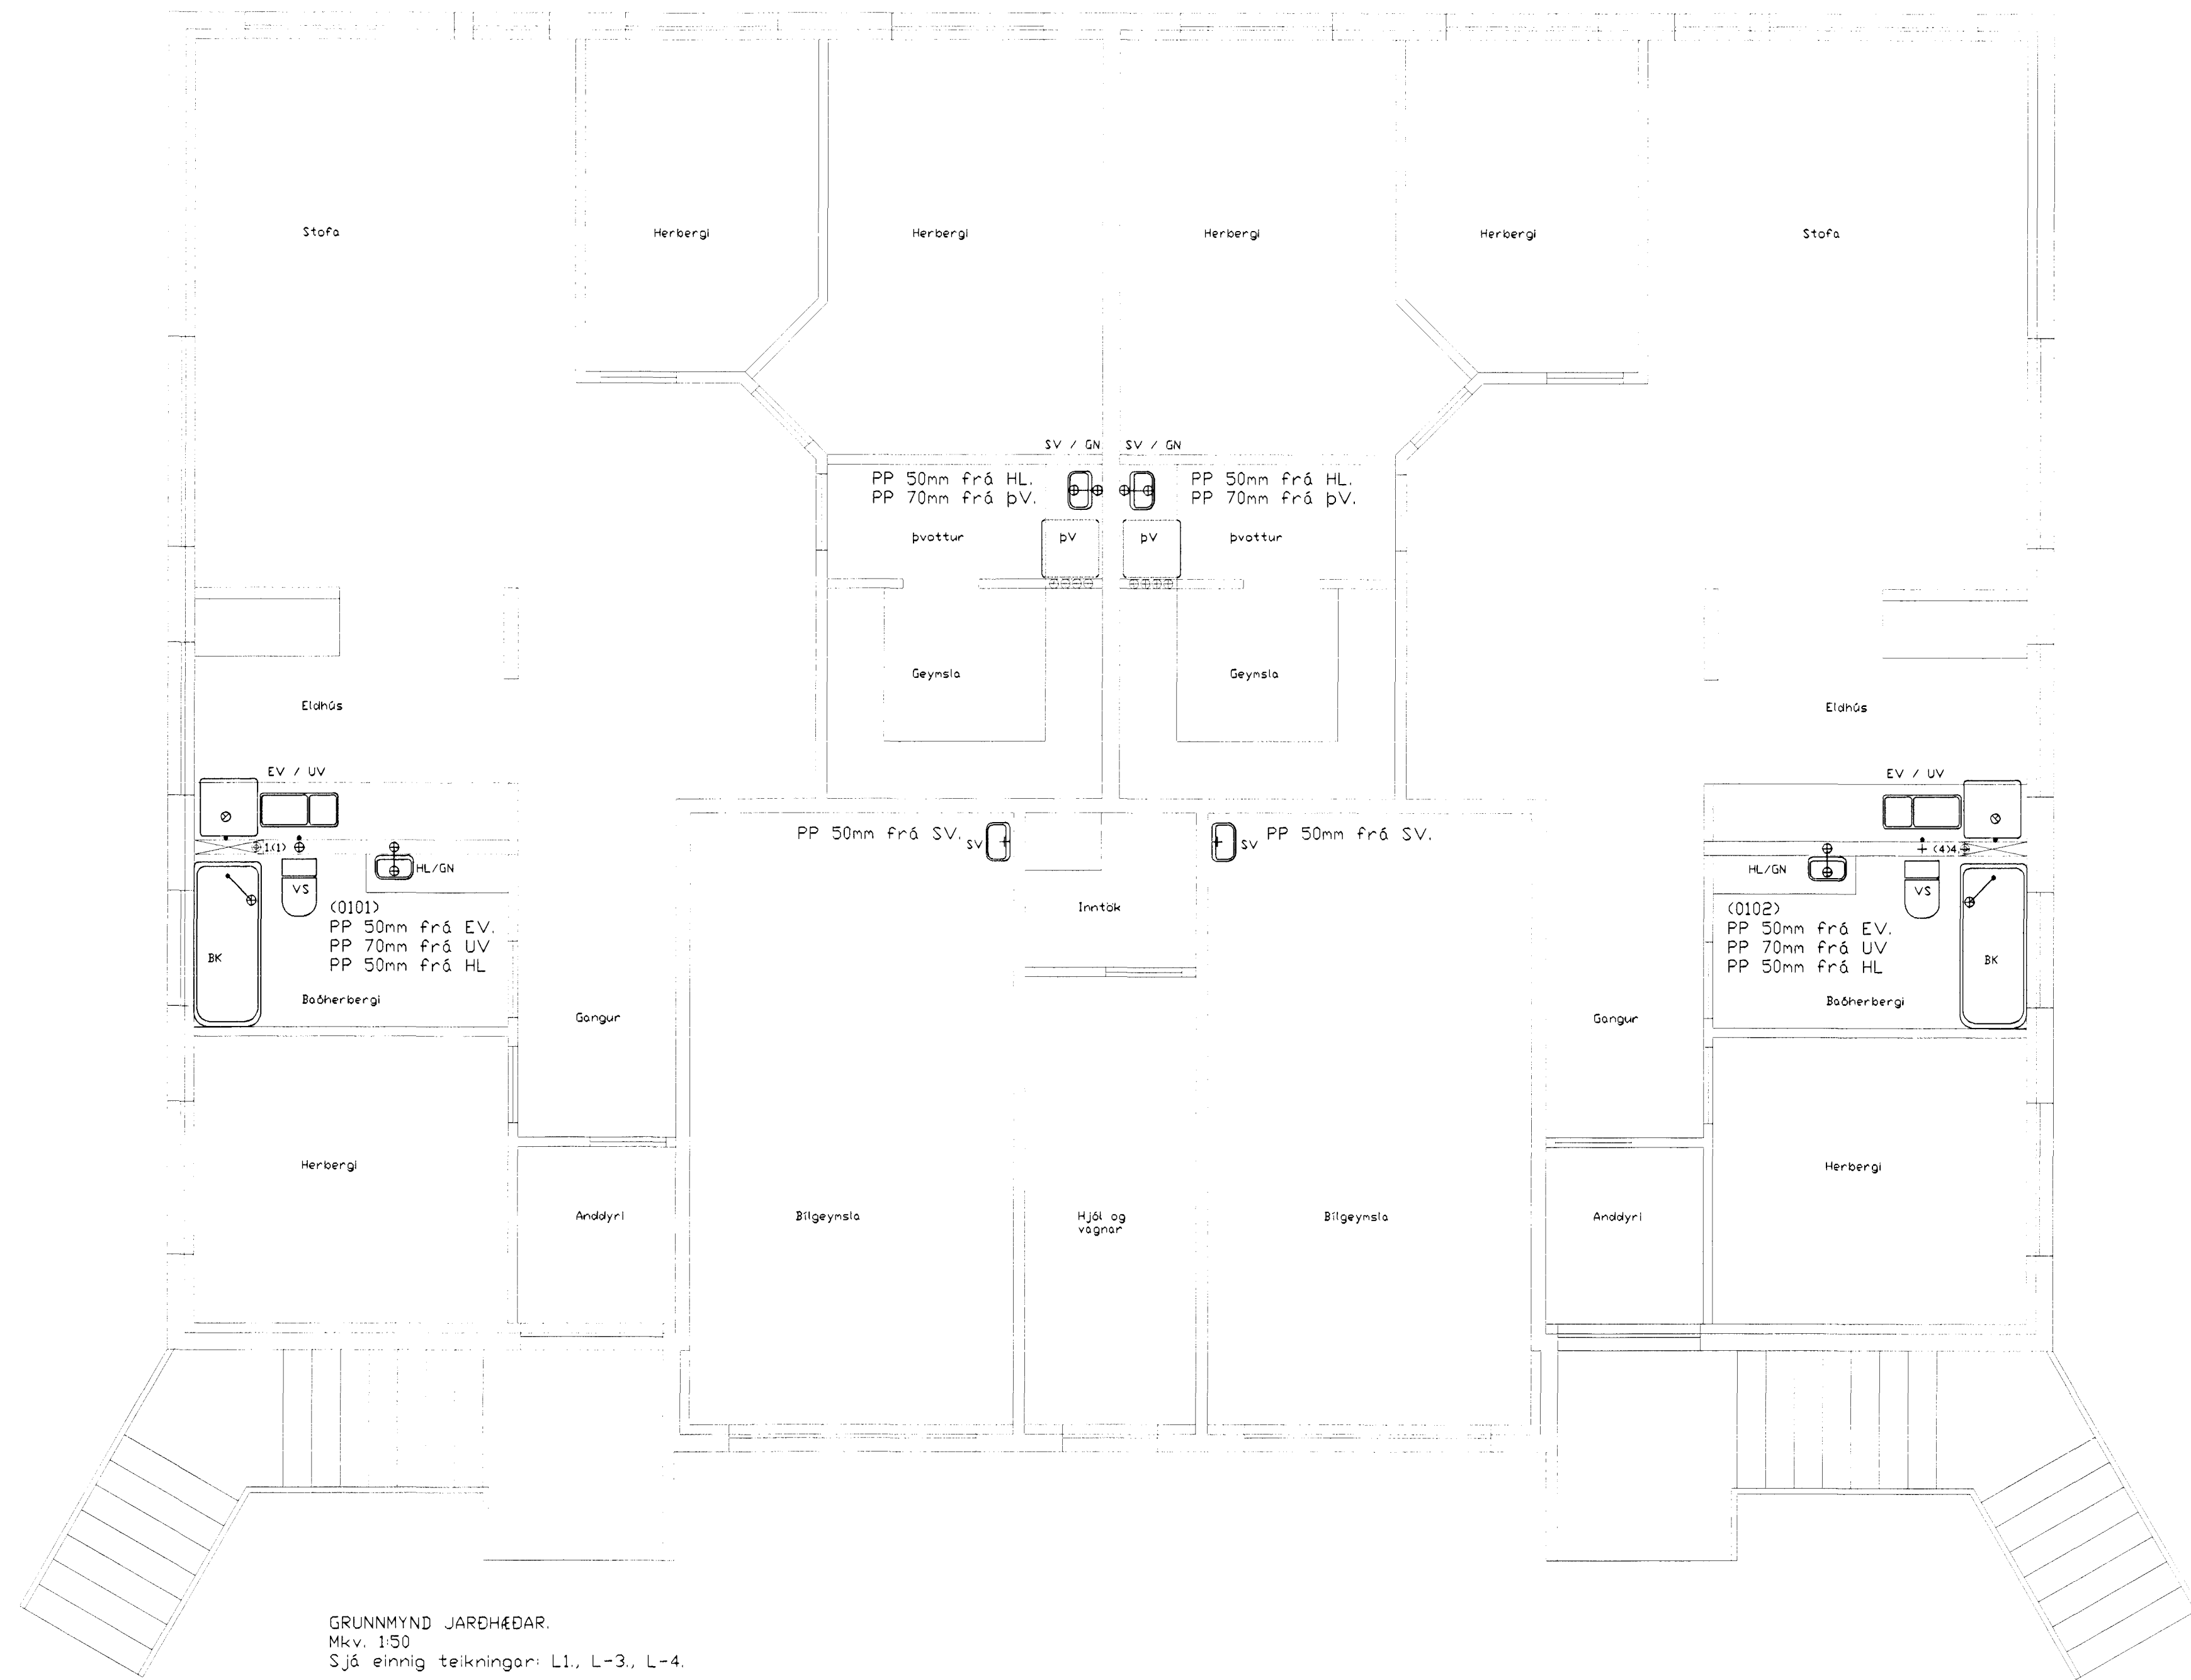 Stofa
Herbergi
Herbergi
Herbergi
Herbergi
Stofa
SV / GN
SV / GN
PP 50mm frá HL.
PP 70mm frá þV.
PP 50mm frá HL.
PP 70mm frá þV.
þvottur
þV
þV
þvottur
Geymsla
Geymsla
Eldhús
Eldhús
EV / UV
EV / UV
PP 50mm frá SV.
SV
SV
PP 50mm frá SV.
1.(1)
(4)4.
HL/GN
HL/GN
VS
VS
(0101)
PP 50mm frá EV.
PP 70mm frá UV
PP 50mm frá HL
BK
Baðherbergi
Inntök
(0102)
PP 50mm frá EV.
PP 70mm frá UV
PP 50mm frá HL
BK
Baðherbergi
Gangur
Gangur
Herbergi
Herbergi
Anddyri
Bílgeymsla
Hjól og
vagnar
Bílgeymsla
Anddyri
GRUNNMYND JARÐHÆÐAR.
Mkv. 1:50
Sjá einnig teikningar: L1., L-3., L-4.